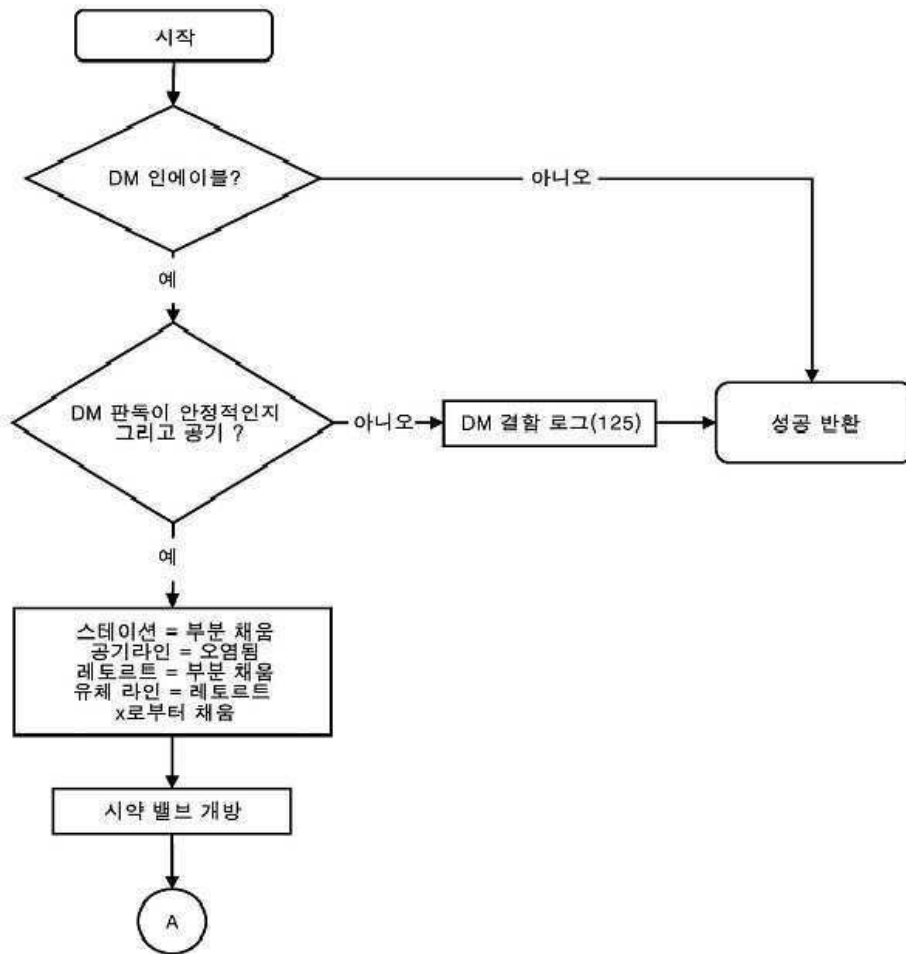 시작
DM 인에이블?
아니오
예
DM 판독이 안정적인지
그리고 공기 ?
아니오
DM 결함 로그(125)
성공 반환
예
스테이션 = 부분 채움
공기라인 = 오염됨
레토르트 = 부분 채움
유체 라인 = 레토르트
x로부터 채움
시약 밸브 개방
A